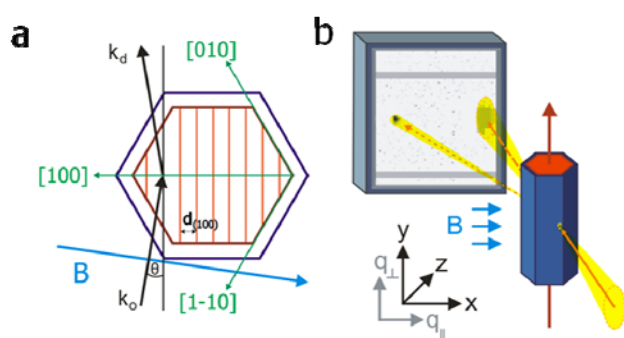 a
k_d
[010]
[100]
d_(100)
B
θ
k_o
[1-10]
b
B
y
z
x
q_⊥
q_||